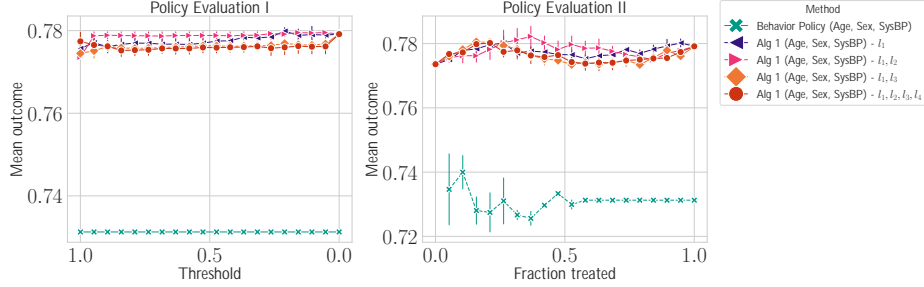 Policy Evaluation I
Mean outcome
0.78
0.76
0.74
1.0
0.5
0.0
Threshold
Policy Evaluation II
Mean outcome
0.78
0.76
0.74
0.72
0.0
0.5
1.0
Fraction treated
Method
Behavior Policy (Age, Sex, SysBP)
Alg 1 (Age, Sex, SysBP) - l₁
Alg 1 (Age, Sex, SysBP) - l₁, l₂
Alg 1 (Age, Sex, SysBP) - l₁, l₃
Alg 1 (Age, Sex, SysBP) - l₁, l₂, l₃, l₄